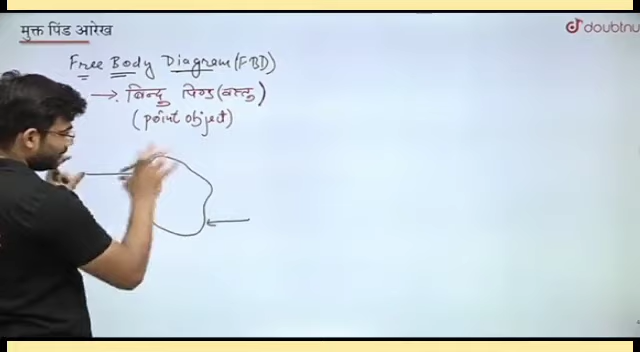 मुक्त पिंड आरेख
doubtnut
Free Body Diagram (FBD)
→ बिन्दु पिण्ड (वस्तु)
(point object)